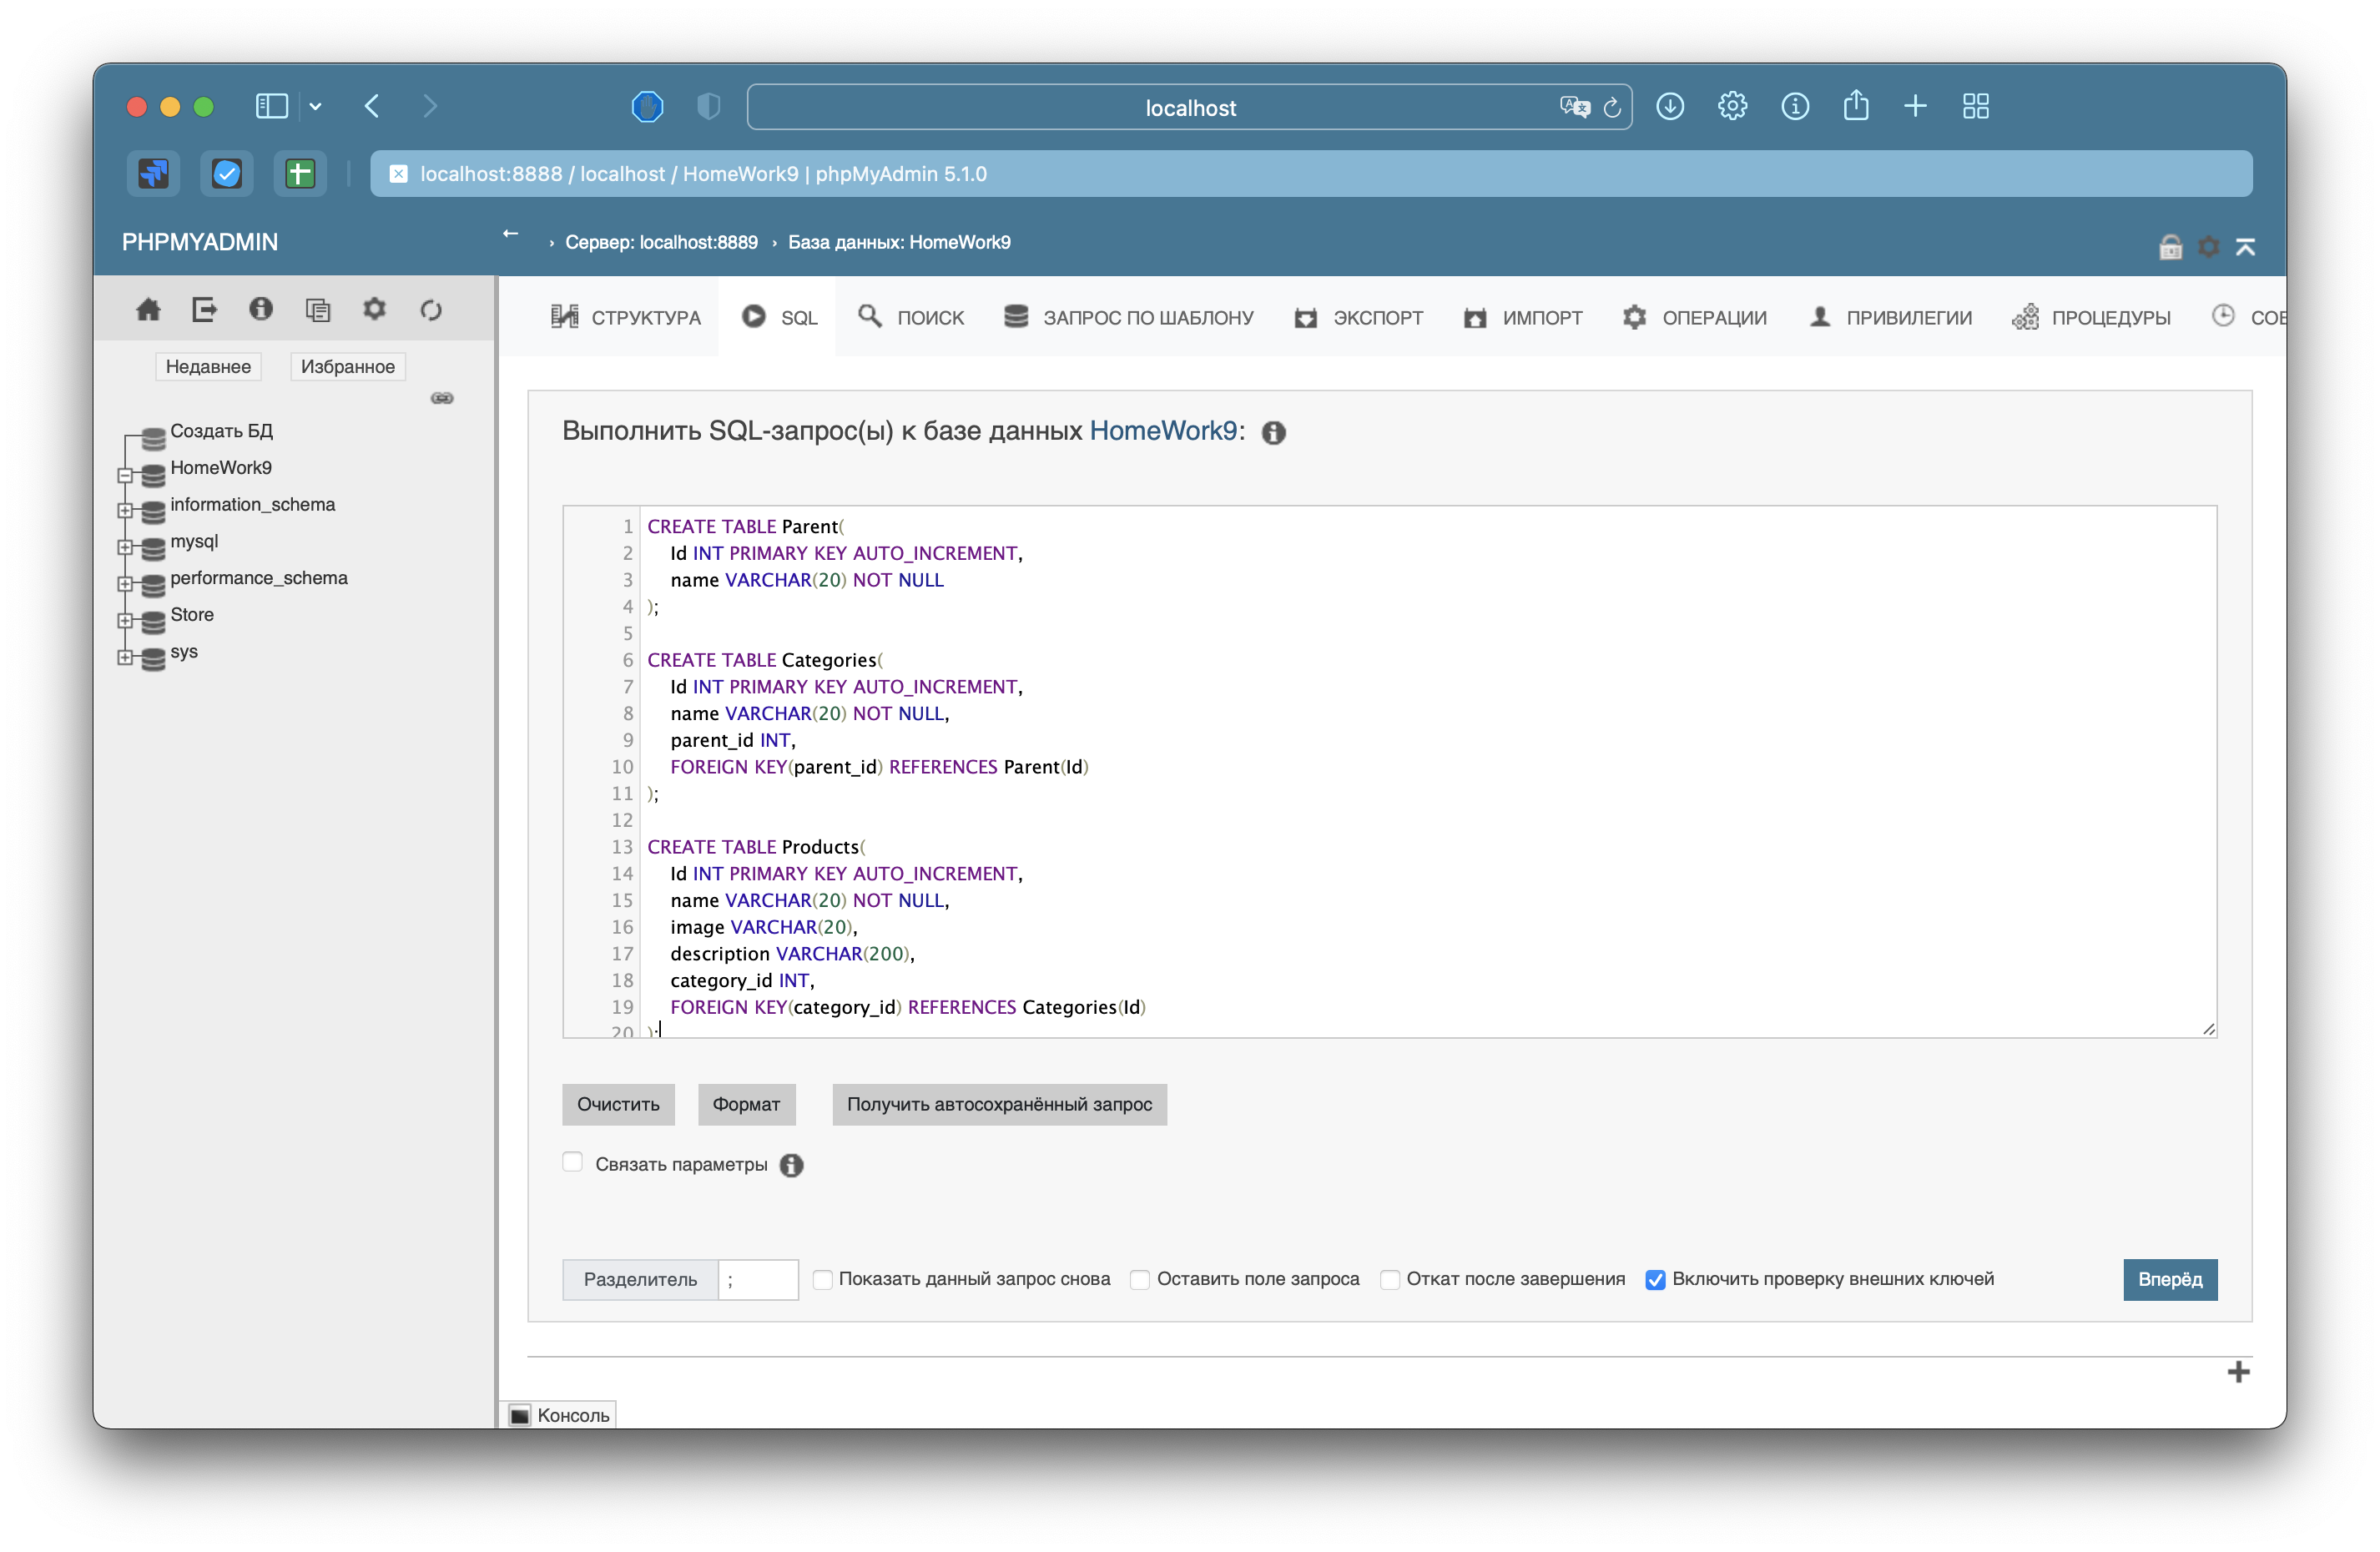 localhost
localhost:8888 / localhost / HomeWork9 | phpMyAdmin 5.1.0
PHPMYADMIN
← › Сервер: localhost:8889 › База данных: HomeWork9
СТРУКТУРА SQL ПОИСК ЗАПРОС ПО ШАБЛОНУ ЭКСПОРТ ИМПОРТ ОПЕРАЦИИ ПРИВИЛЕГИИ ПРОЦЕДУРЫ СОБ
Недавнее Избранное
Создать БД
HomeWork9
information_schema
mysql
performance_schema
Store
sys
Выполнить SQL-запрос(ы) к базе данных HomeWork9:
1 CREATE TABLE Parent(
2 Id INT PRIMARY KEY AUTO_INCREMENT,
3 name VARCHAR(20) NOT NULL
4 );
5
6 CREATE TABLE Categories(
7 Id INT PRIMARY KEY AUTO_INCREMENT,
8 name VARCHAR(20) NOT NULL,
9 parent_id INT,
10 FOREIGN KEY(parent_id) REFERENCES Parent(Id)
11 );
12
13 CREATE TABLE Products(
14 Id INT PRIMARY KEY AUTO_INCREMENT,
15 name VARCHAR(20) NOT NULL,
16 image VARCHAR(20),
17 description VARCHAR(200),
18 category_id INT,
19 FOREIGN KEY(category_id) REFERENCES Categories(Id)
20 );
Очистить Формат Получить автосохранённый запрос
Связать параметры
Разделитель ; Показать данный запрос снова Оставить поле запроса Откат после завершения Включить проверку внешних ключей Вперёд
Консоль